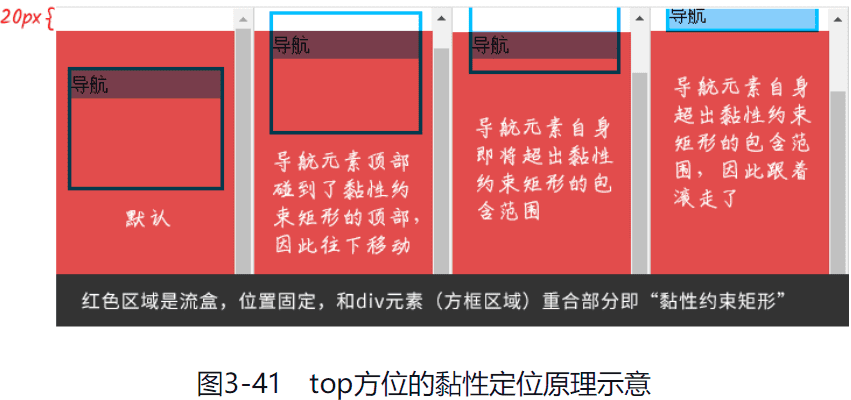 20px{
导航
默认
导航
导航元素顶部
碰到了黏性约
束矩形的顶部，
因此往下移动
导航
导航元素自身
即将超出黏性
约束矩形的包
含范围
导航
导航元素自身
超出黏性约束
矩形的包含范
围，因此跟着
滚走了
红色区域是流盒，位置固定，和div元素（方框区域）重合部分即“黏性约束矩形”
图3-41 top方位的黏性定位原理示意